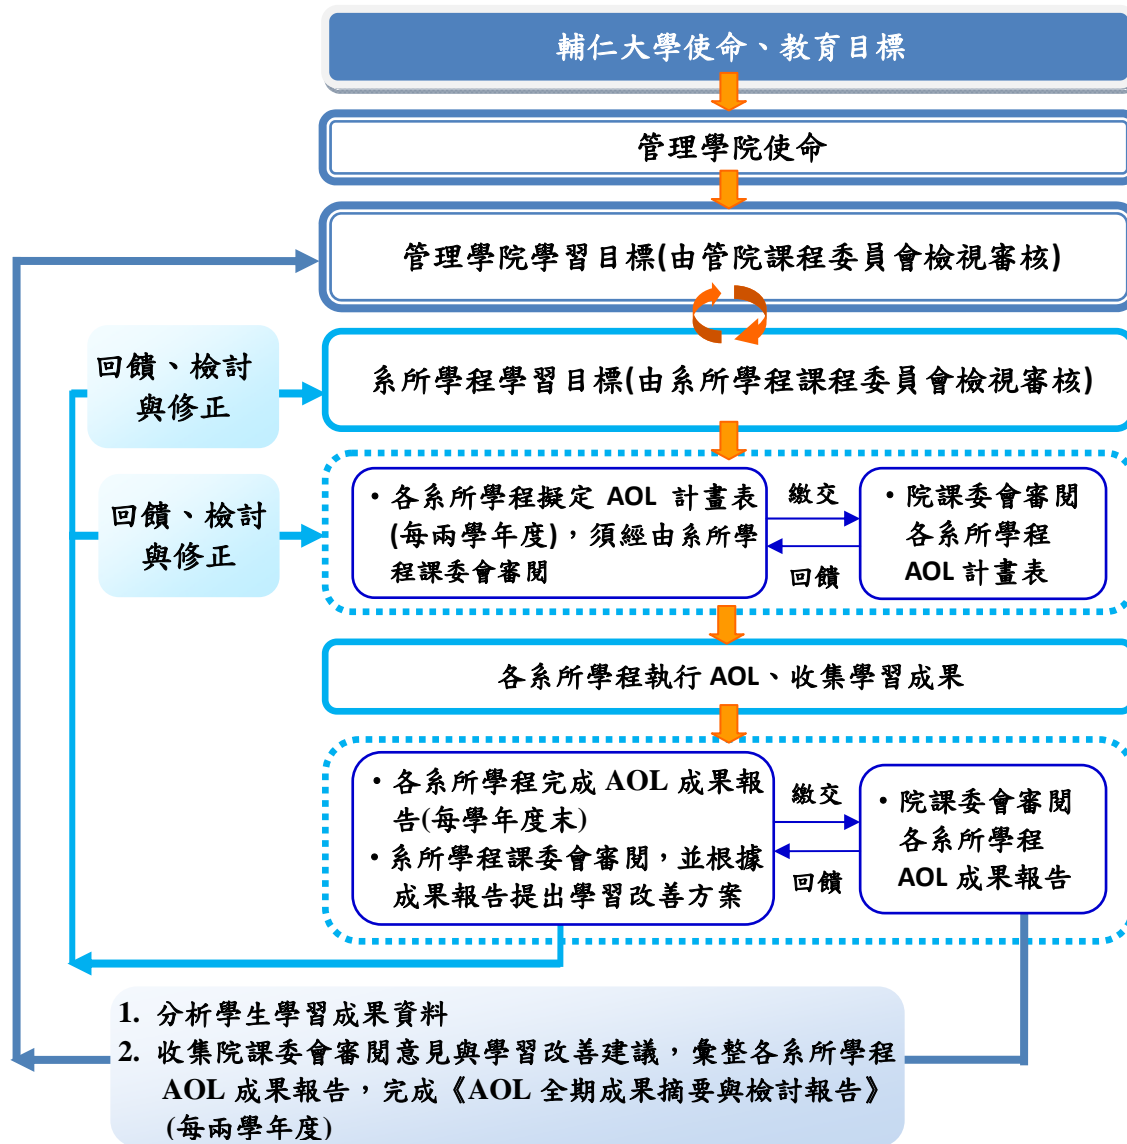 輔仁大學使命、教育目標
管理學院使命
管理學院學習目標(由管院課程委員會檢視審核)
回饋、檢討
與修正
系所學程學習目標(由系所學程課程委員會檢視審核)
回饋、檢討
與修正
•各系所學程擬定 AOL 計畫表
(每兩學年度)，須經由系所學
程課委會審閱
繳交
回饋
•院課委會審閱
各系所學程
AOL 計畫表
各系所學程執行 AOL、收集學習成果
•各系所學程完成 AOL 成果報
告(每學年度末)
•系所學程課委會審閱，並根據
成果報告提出學習改善方案
繳交
回饋
•院課委會審閱
各系所學程
AOL 成果報告
1. 分析學生學習成果資料
2. 收集院課委會審閱意見與學習改善建議，彙整各系所學程
AOL 成果報告，完成《AOL 全期成果摘要與檢討報告》
(每兩學年度)